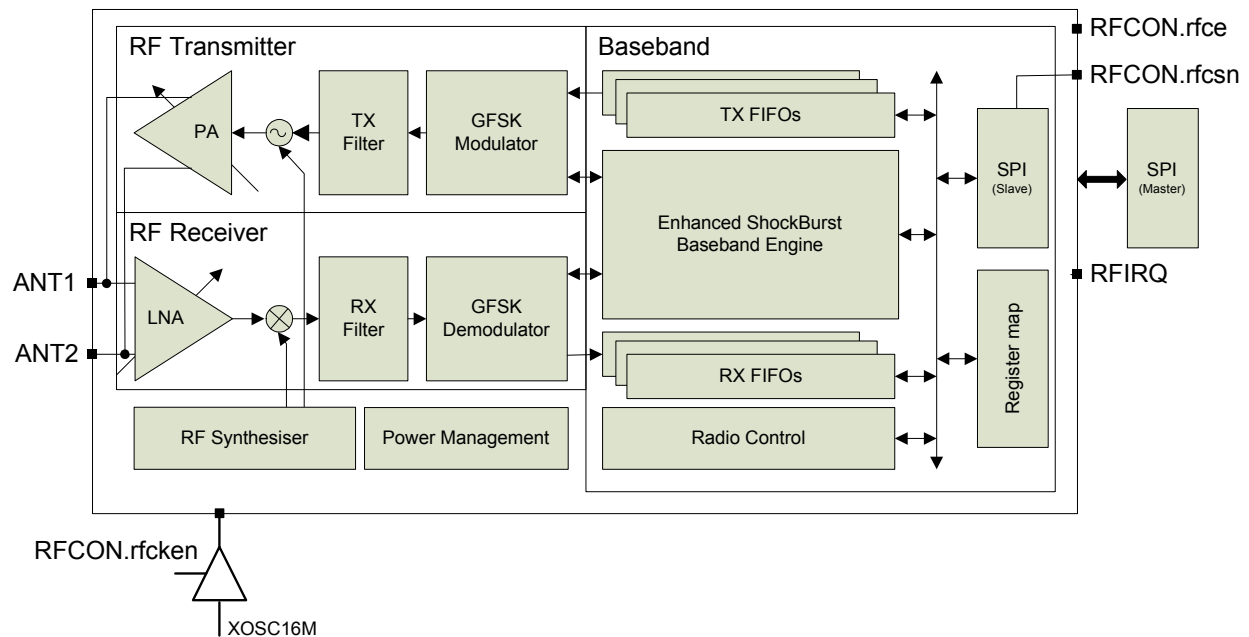 RF Transmitter
Baseband
RFCON.rfce
RFCON.rfcsn
PA
TX
Filter
GFSK
Modulator
TX FIFOs
SPI
(Slave)
SPI
(Master)
Enhanced ShockBurst
Baseband Engine
RF Receiver
ANT1
ANT2
LNA
RX
Filter
GFSK
Demodulator
RFIRQ
RX FIFOs
Register map
RF Synthesiser
Power Management
Radio Control
RFCON.rfcken
XOSC16M